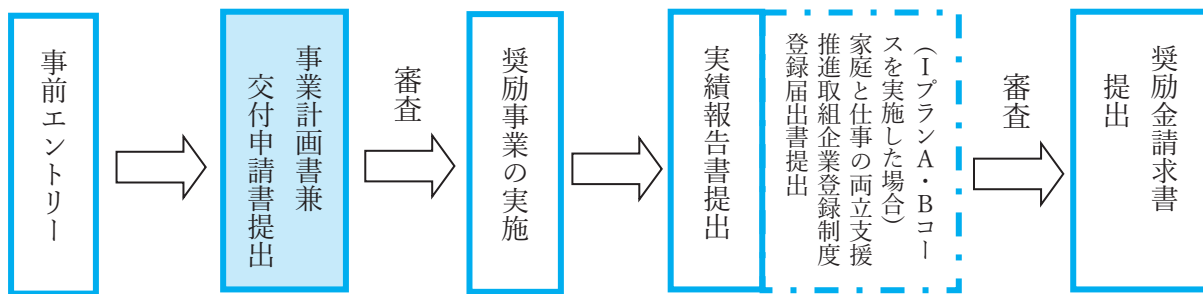 事前エントリー
事業計画書兼
交付申請書提出
審査
奨励事業の実施
実績報告書提出
(Ⅰプラン A・Bコー
スを実施した場合)
家庭と仕事の両立支援
推進取組企業登録制度
登録届出書提出
審査
奨励金請求書
提出